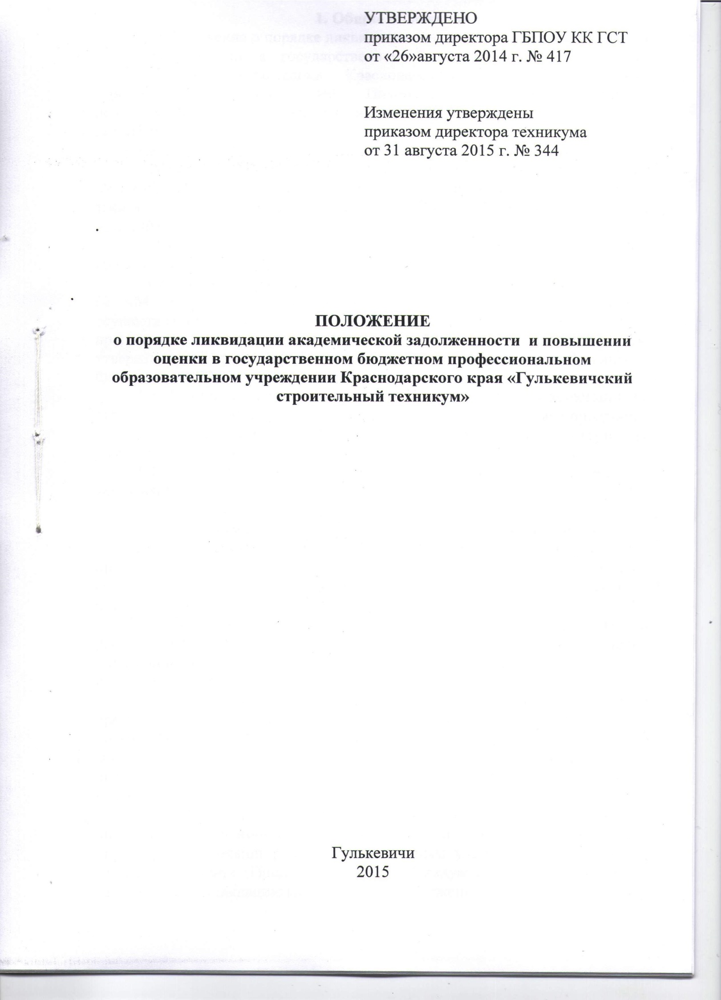 УТВЕРЖДЕНО
приказом директора ГБПОУ КК ГСТ
от «26»августа 2014 г. № 417
Изменения утверждены
приказом директора техникума
от 31 августа 2015 г. № 344
ПОЛОЖЕНИЕ
о порядке ликвидации академической задолженности  и повышении
оценки в государственном бюджетном профессиональном
образовательном учреждении Краснодарского края «Гулькевичский
строительный техникум»
Гулькевичи
2015